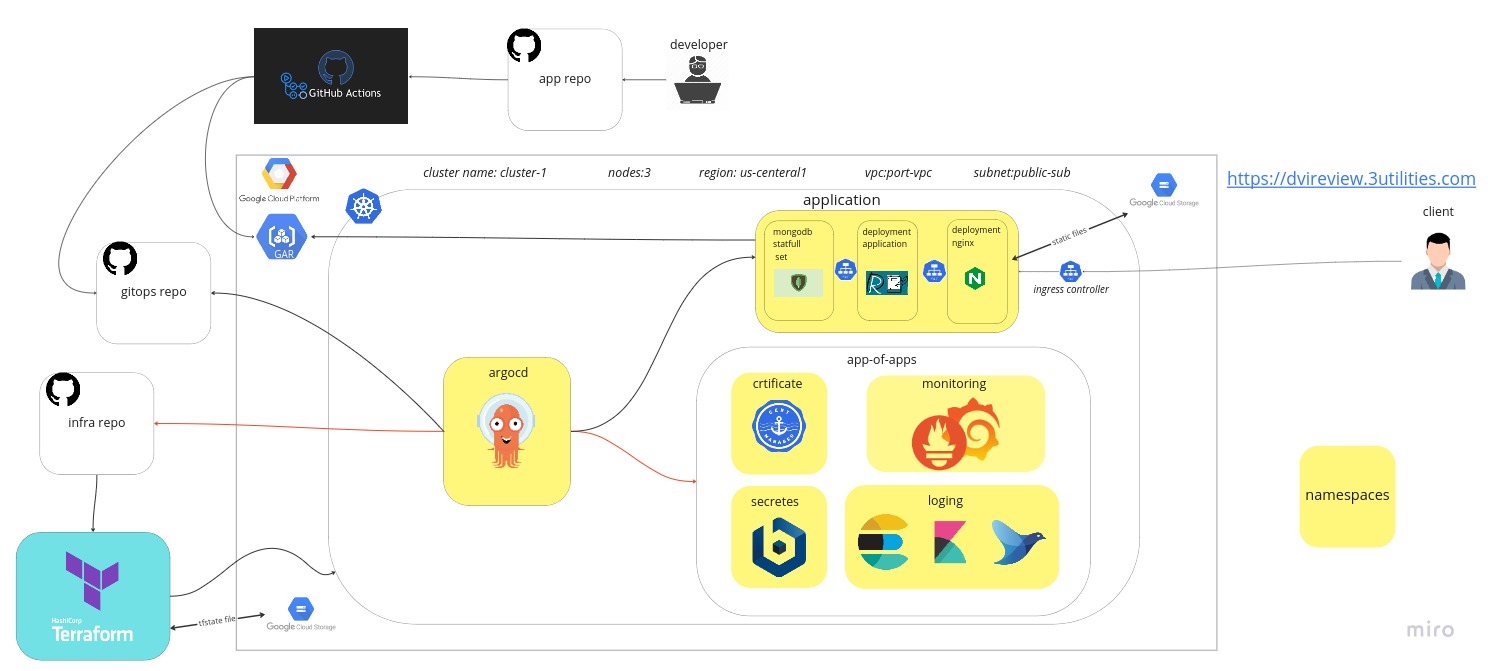 developer
app repo
GitHub Actions
cluster name: cluster-1
nodes:3
region: us-centeral1
vpc:port-vpc
subnet:public-sub
Google Cloud Platform
Google Cloud Storage
https://dvireview.3utilities.com
client
application
mongodb
statfull
set
deployment
application
deployment
nginx
static files
ingress controller
GAR
gitops repo
argocd
app-of-apps
crtificate
CERT
MANAGER
monitoring
infra repo
secretes
loging
namespaces
HashiCorp
Terraform
tfstate file
Google Cloud Storage
miro